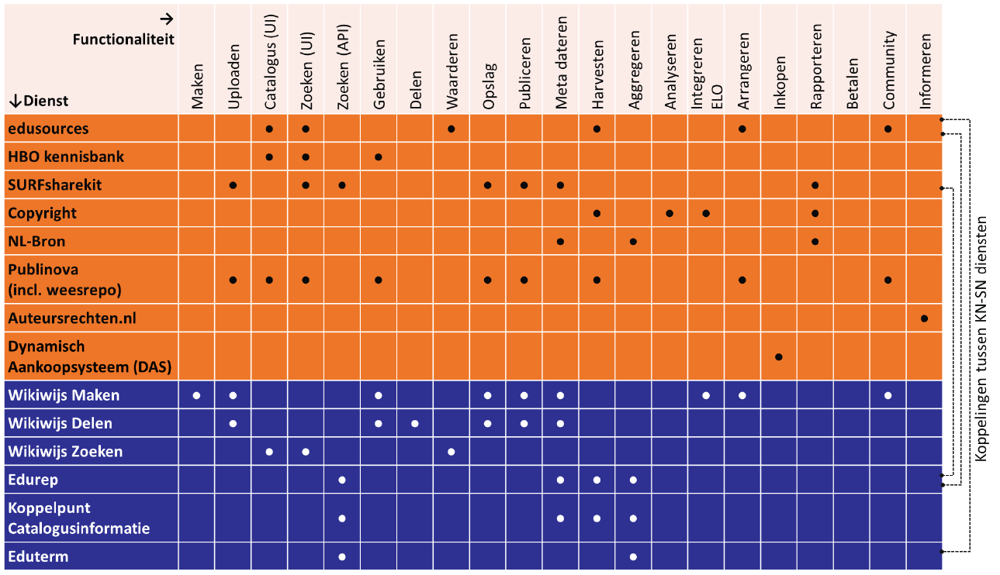 →
Functionaliteit
↓Dienst
Maken
Uploaden
Catalogus (UI)
Zoeken (UI)
Zoeken (API)
Gebruiken
Delen
Waarderen
Opslag
Publiceren
Meta dateren
Harvesten
Aggregeren
Analyseren
Integreren
ELO
Arrangeren
Inkopen
Rapporteren
Betalen
Community
Informeren
edusources
HBO kennisbank
SURFsharekit
Copyright
NL-Bron
Publinova
(incl. weesrepo)
Auteursrechten.nl
Dynamisch
Aankoopsysteem (DAS)
Wikiwijs Maken
Wikiwijs Delen
Wikiwijs Zoeken
Edurep
Koppelpunt
Catalogusinformatie
Eduterm
Koppelingen tussen KN-SN diensten